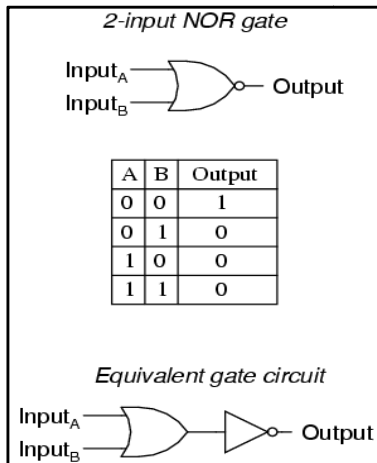 2-input NOR gate
Input_A
Input_B
Output
A B Output
0 0 1
0 1 0
1 0 0
1 1 0
Equivalent gate circuit
Input_A
Input_B
Output